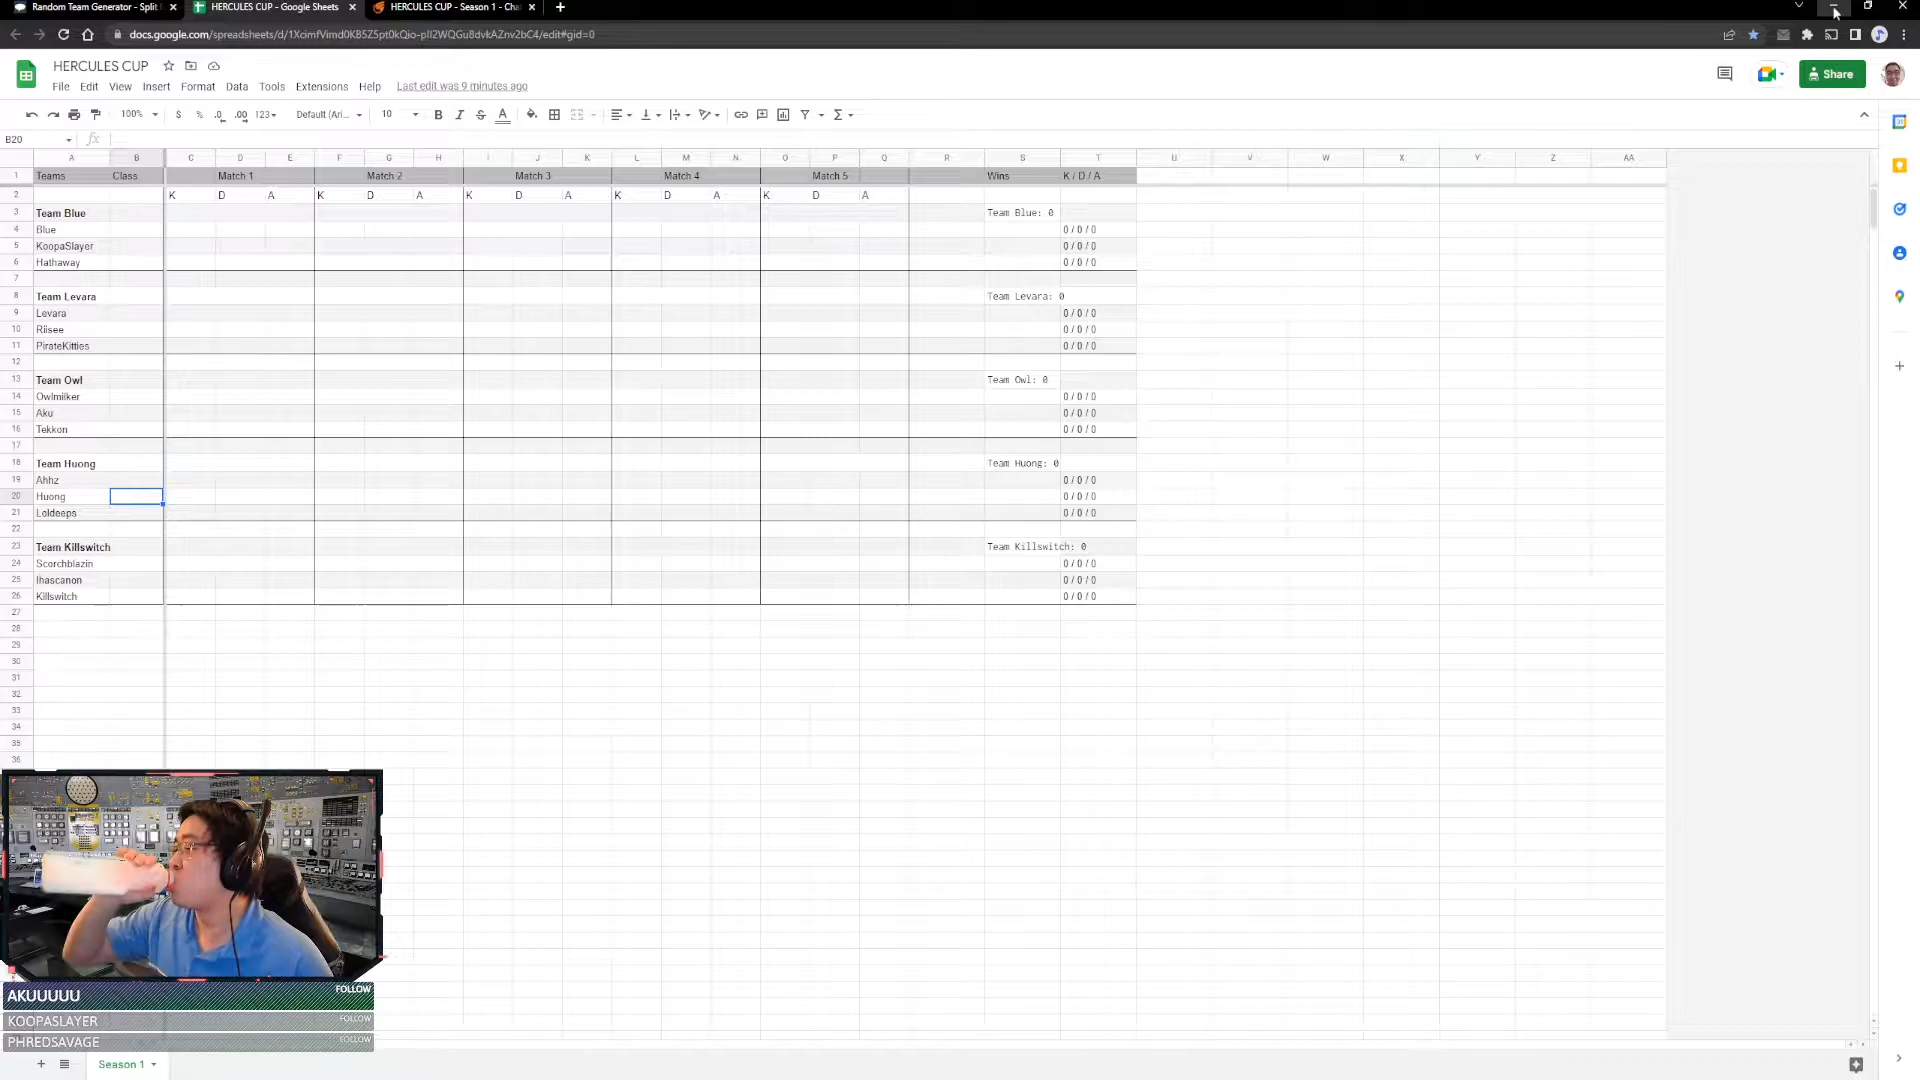 Random Team Generator - Split HERCULES CUP - Google Sheets HERCULES CUP - Season 1 - Cha
HERCULES CUP
File Edit View Insert Format Data Tools Extensions Help Last edit was 9 minutes ago
Share
100% $ % .0 .00 123 Default (Ari... 10 B I S A
B20 fx
A B C D E F G H I J K L M N O P Q R S T U V W X Y Z AA
1 Teams Class Match 1 Match 2 Match 3 Match 4 Match 5 Wins K / D / A
2 K D A K D A K D A K D A K D A
3 Team Blue Team Blue: 0
4 Blue 0 / 0 / 0
5 KoopaSlayer 0 / 0 / 0
6 Hathaway 0 / 0 / 0
7
8 Team Levara Team Levara: 0
9 Levara 0 / 0 / 0
10 Riisee 0 / 0 / 0
11 PirateKitties 0 / 0 / 0
12
13 Team Owl Team Owl: 0
14 Owlmilker 0 / 0 / 0
15 Aku 0 / 0 / 0
16 Tekkon 0 / 0 / 0
17
18 Team Huong Team Huong: 0
19 Ahhz 0 / 0 / 0
20 Huong 0 / 0 / 0
21 Loldeeps 0 / 0 / 0
22
23 Team Killswitch Team Killswitch: 0
24 Scorchblazin 0 / 0 / 0
25 Ihascanon 0 / 0 / 0
26 Killswitch 0 / 0 / 0
27
28
29
30
31
32
33
34
35
36
AKUUUUU FOLLOW
KOOPASLAYER FOLLOW
PHREDSAVAGE FOLLOW
Season 1